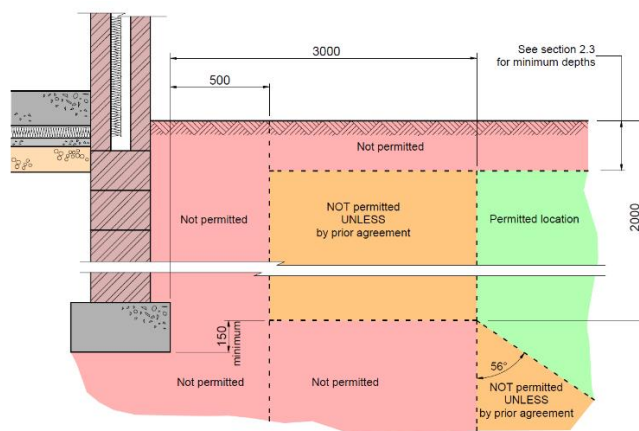 3000
500
See section 2.3
for minimum depths
Not permitted
Not permitted
NOT permitted
UNLESS
by prior agreement
Permitted location
2000
150
minimum
56°
Not permitted
Not permitted
NOT permitted
UNLESS
by prior agreement